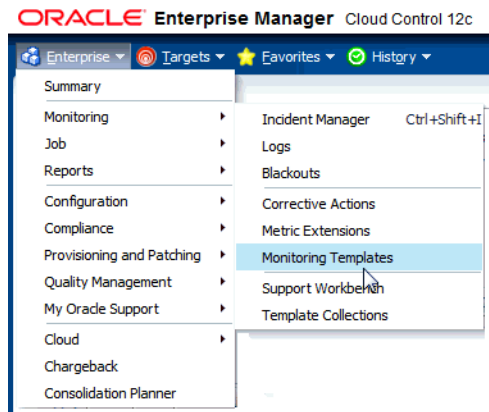 ORACLE Enterprise Manager Cloud Control 12c
Enterprise Targets Favorites History
Summary
Monitoring
Job
Reports
Configuration
Compliance
Provisioning and Patching
Quality Management
My Oracle Support
Cloud
Chargeback
Consolidation Planner
Incident Manager Ctrl+Shift+I
Logs
Blackouts
Corrective Actions
Metric Extensions
Monitoring Templates
Support Workbench
Template Collections